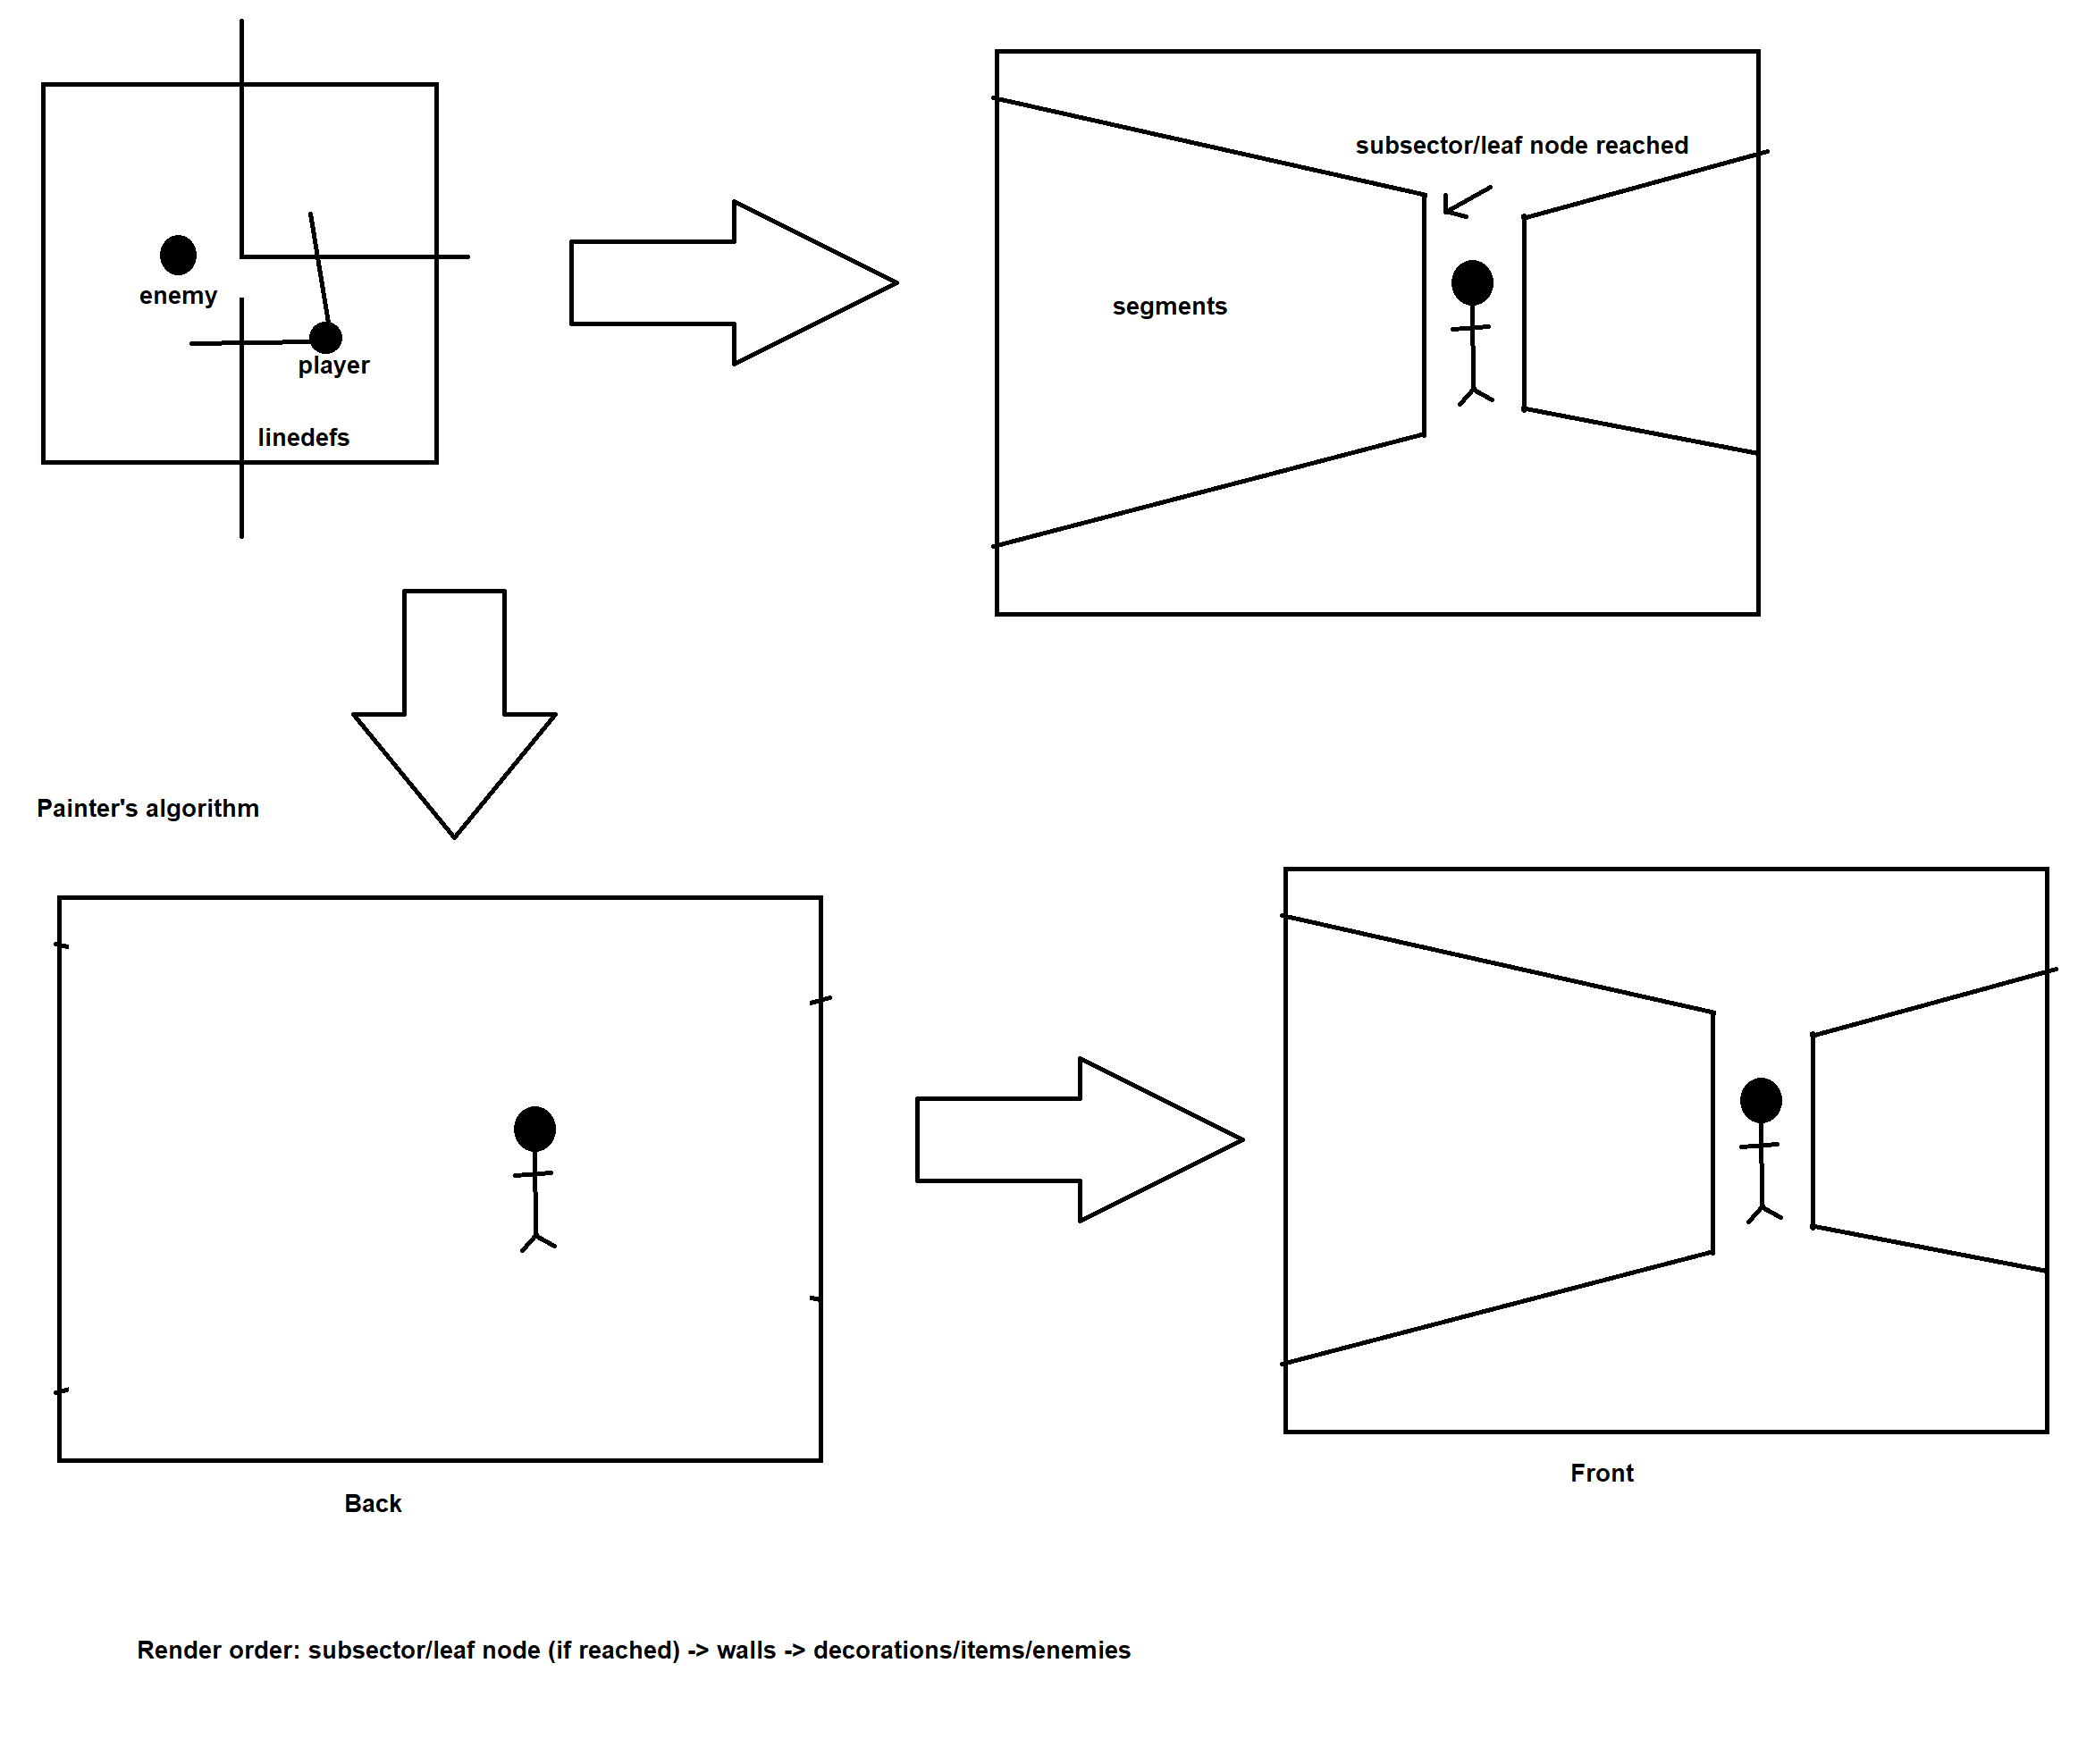 subsector/leaf node reached
enemy
segments
player
linedefs
Painter's algorithm
Back
Front
Render order: subsector/leaf node (if reached) -> walls -> decorations/items/enemies